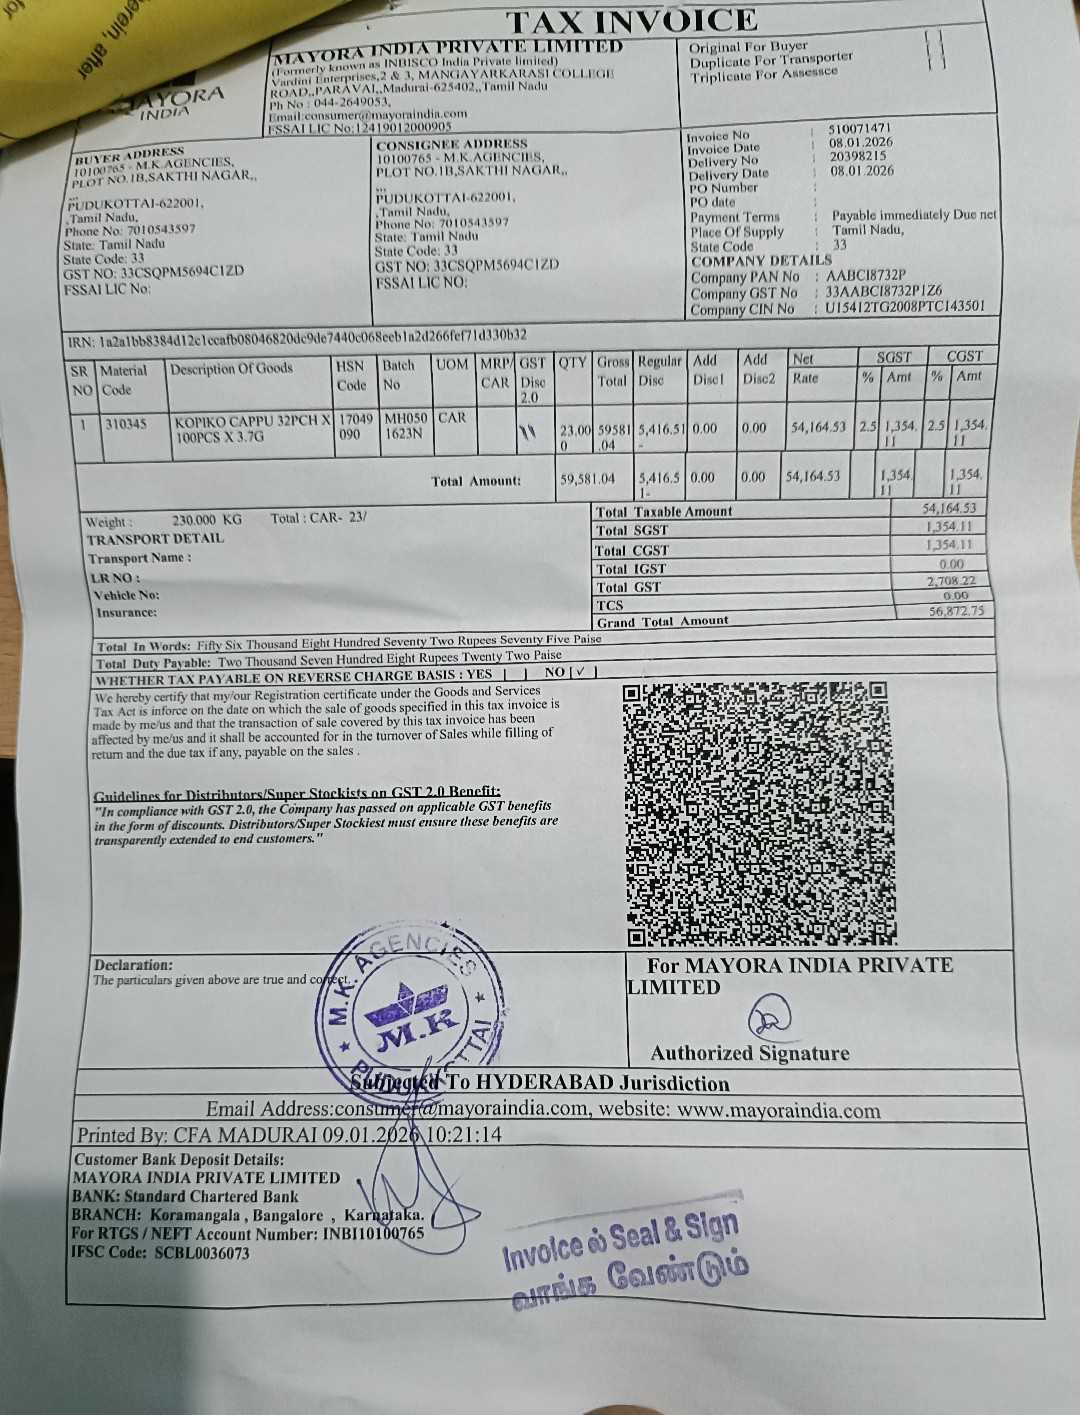 for
herein, after
TAX INVOICE
MAYORA
INDIA
MAYORA INDIA PRIVATE LIMITED
(Formerly known as INBISCO India Private limited)
Vardini Enterprises,2 & 3, MANGAYARKARASI COLLEGE
ROAD,,PARAVAI,,Madurai-625402,,Tamil Nadu
Ph No : 044-2649053,
Email:consumer@mayoraindia.com
FSSAI LIC No:12419012000905
Original For Buyer [ ]
Duplicate For Transporter [ ]
Triplicate For Assessce [ ]
BUYER ADDRESS
10100765 - M.K.AGENCIES,
PLOT NO.1B,SAKTHI NAGAR,,
,,,
PUDUKOTTAI-622001,
,Tamil Nadu,
Phone No: 7010543597
State: Tamil Nadu
State Code: 33
GST NO: 33CSQPM5694C1ZD
FSSAI LIC No:
CONSIGNEE ADDRESS
10100765 - M.K.AGENCIES,
PLOT NO.1B,SAKTHI NAGAR,,
,,,
PUDUKOTTAI-622001,
,Tamil Nadu,
Phone No: 7010543597
State: Tamil Nadu
State Code: 33
GST NO: 33CSQPM5694C1ZD
FSSAI LIC NO:
Invoice No : 510071471
Invoice Date : 08.01.2026
Delivery No : 20398215
Delivery Date : 08.01.2026
PO Number :
PO date :
Payment Terms : Payable immediately Due net
Place Of Supply : Tamil Nadu,
State Code : 33
COMPANY DETAILS
Company PAN No : AABCI8732P
Company GST No : 33AABCI8732P1Z6
Company CIN No : U15412TG2008PTC143501
IRN: 1a2a1bb8384d12c1ccafb08046820dc9de7440c068eeb1a2d266fef71d330b32
SR NO Material Code Description Of Goods HSN Code Batch No UOM MRP/ CAR GST Disc 2.0 QTY Gross Total Regular Disc Add Disc1 Add Disc2 Net Rate SGST % Amt CGST % Amt
1 310345 KOPIKO CAPPU 32PCH X 100PCS X 3.7G 17049090 MH0501623N CAR 23.000 59581.04 5,416.51- 0.00 0.00 54,164.53 2.5 1,354.11 2.5 1,354.11
Total Amount: 59,581.04 5,416.51- 0.00 0.00 54,164.53 1,354.11 1,354.11
Weight : 230.000 KG Total : CAR- 23/
TRANSPORT DETAIL
Transport Name :
LR NO :
Vehicle No:
Insurance:
Total Taxable Amount 54,164.53
Total SGST 1,354.11
Total CGST 1,354.11
Total IGST 0.00
Total GST 2,708.22
TCS 0.00
Grand Total Amount 56,872.75
Total In Words: Fifty Six Thousand Eight Hundred Seventy Two Rupees Seventy Five Paise
Total Duty Payable: Two Thousand Seven Hundred Eight Rupees Twenty Two Paise
WHETHER TAX PAYABLE ON REVERSE CHARGE BASIS : YES [ ] NO [✓]
We hereby certify that my/our Registration certificate under the Goods and Services
Tax Act is inforce on the date on which the sale of goods specified in this tax invoice is
made by me/us and that the transaction of sale covered by this tax invoice has been
affected by me/us and it shall be accounted for in the turnover of Sales while filling of
return and the due tax if any, payable on the sales .
Guidelines for Distributors/Super Stockists on GST 2.0 Benefit:
"In compliance with GST 2.0, the Company has passed on applicable GST benefits
in the form of discounts. Distributors/Super Stockiest must ensure these benefits are
transparently extended to end customers."
Declaration:
The particulars given above are true and correct.
M.K. AGENCIES
M.K
PUDUKKOTTAI
For MAYORA INDIA PRIVATE
LIMITED
Authorized Signature
Subjected To HYDERABAD Jurisdiction
Email Address:consumer@mayoraindia.com, website: www.mayoraindia.com
Printed By: CFA MADURAI 09.01.2026 10:21:14
Customer Bank Deposit Details:
MAYORA INDIA PRIVATE LIMITED
BANK: Standard Chartered Bank
BRANCH: Koramangala , Bangalore , Karnataka.
For RTGS / NEFT Account Number: INBI10100765
IFSC Code: SCBL0036073
Invoice ல் Seal & Sign
வாங்க வேண்டும்